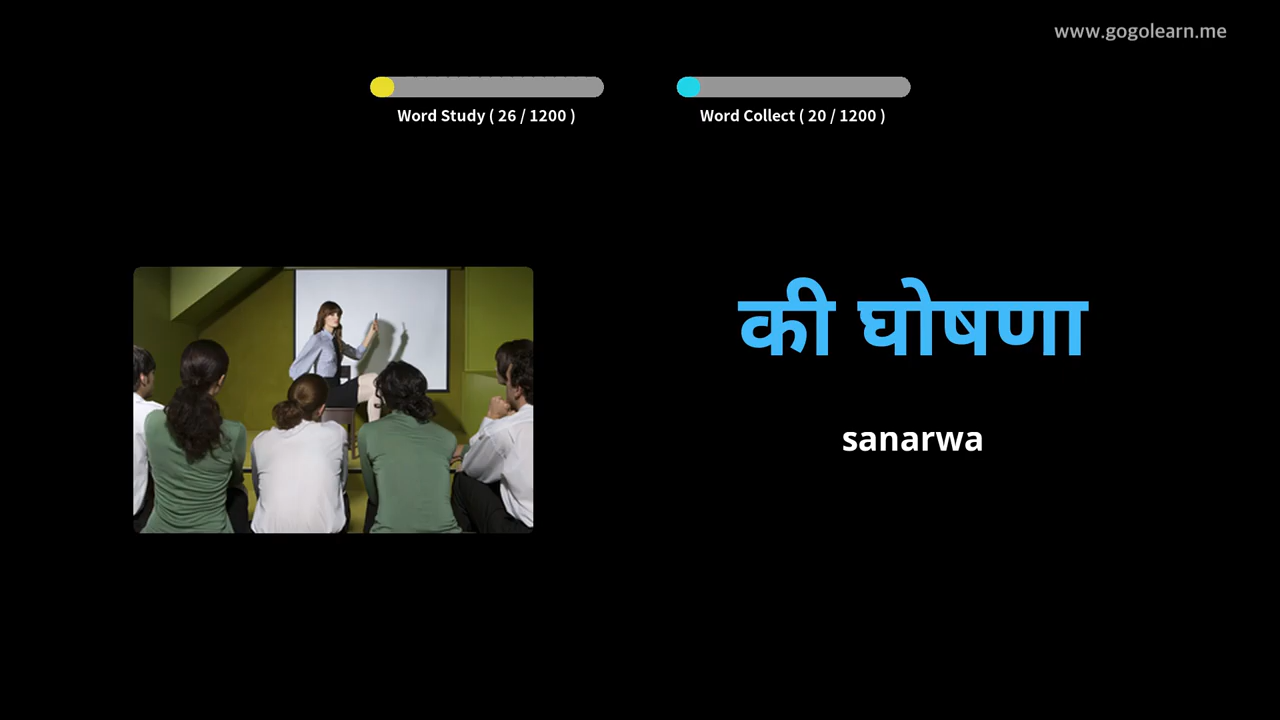 www.gogolearn.me
Word Study ( 26 / 1200 )
Word Collect ( 20 / 1200 )
की घोषणा
sanarwa